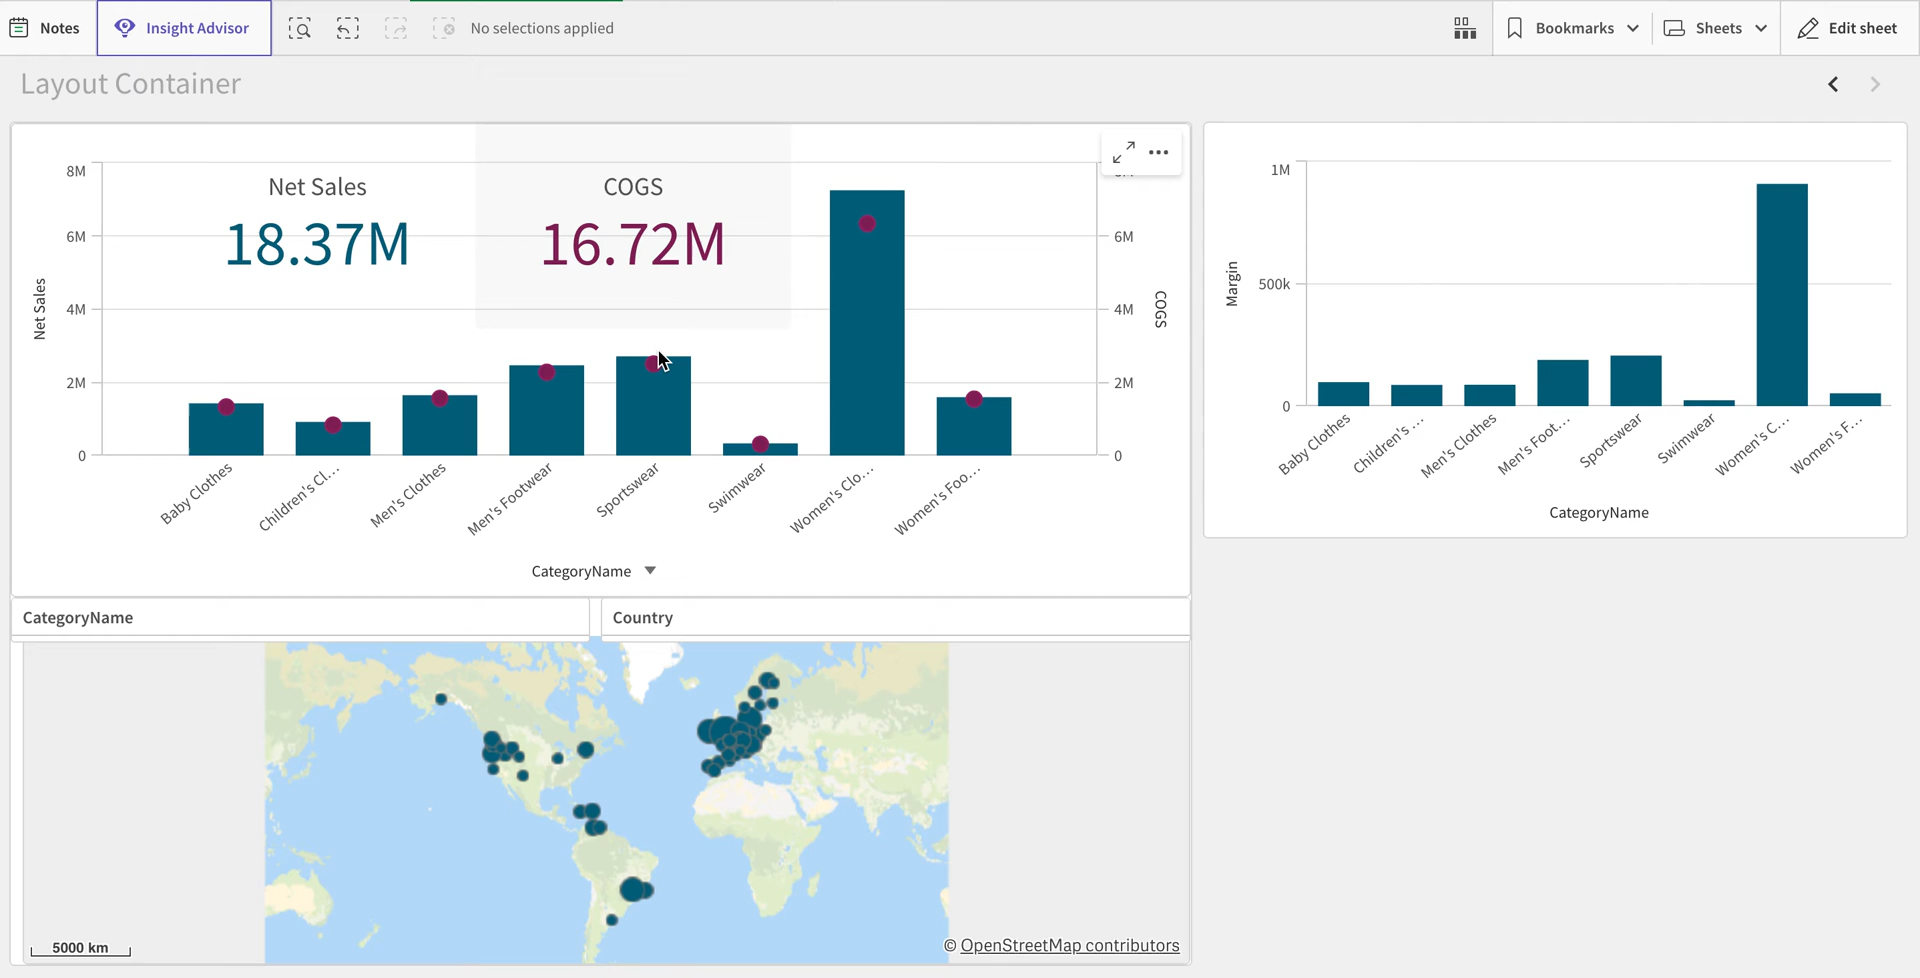 Notes
Insight Advisor
No selections applied
Bookmarks
Sheets
Edit sheet
Layout Container
Net Sales
18.37M
COGS
16.72M
Net Sales
8M
6M
4M
2M
0
6M
4M
2M
0
COGS
Baby Clothes
Children's Cl...
Men's Clothes
Men's Footwear
Sportswear
Swimwear
Women's Clo...
Women's Foo...
CategoryName
Margin
1M
500k
0
Baby Clothes
Children's ...
Men's Clothes
Men's Foot...
Sportswear
Swimwear
Women's C...
Women's F...
CategoryName
CategoryName
Country
5000 km
© OpenStreetMap contributors